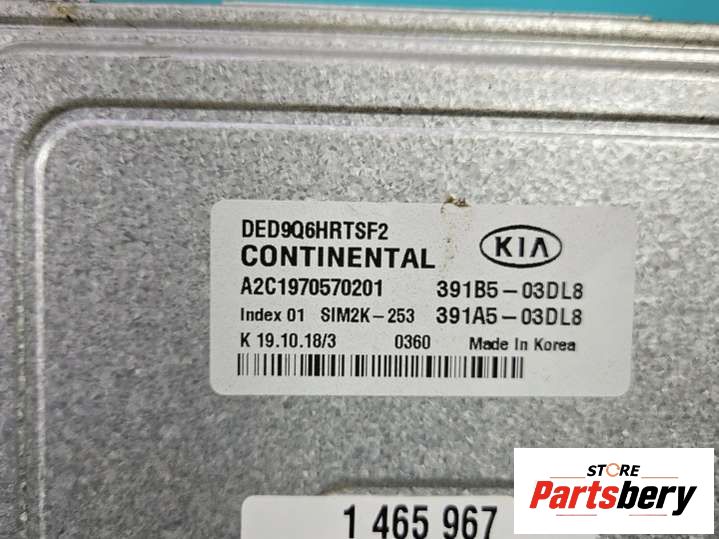 DED9Q6HRTSF2
CONTINENTAL
KIA
A2C1970570201 391B5-03DL8
Index 01 SIM2K-253 391A5-03DL8
K 19.10.18/3 0360 Made In Korea
1 465 967
STORE
Partsbery